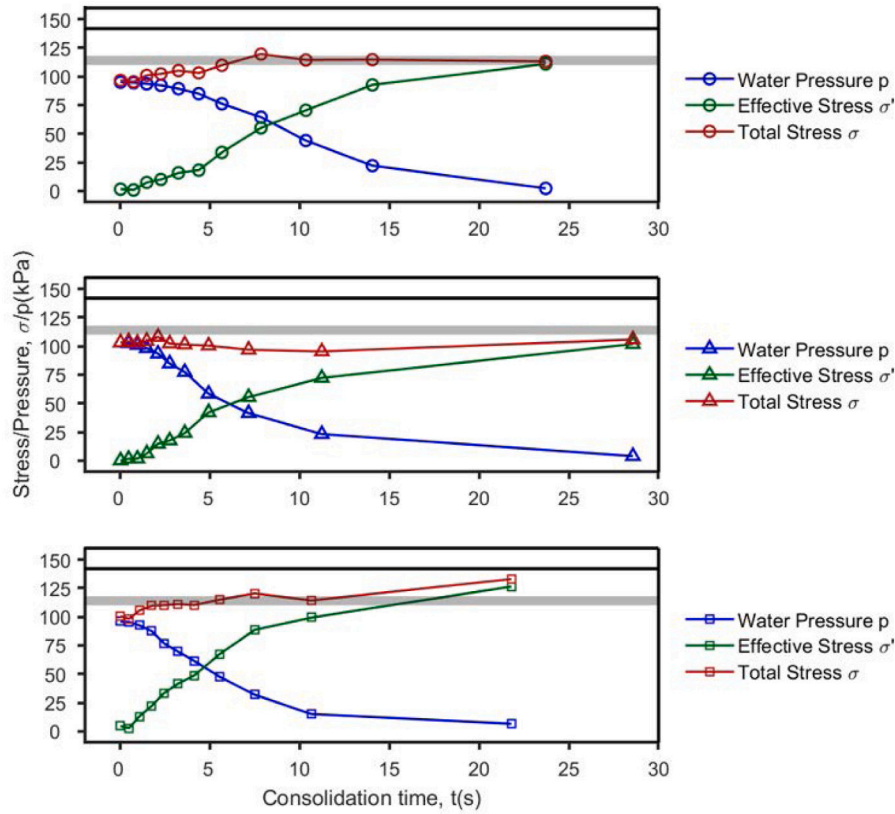 150
125
100
75
50
25
0
0 5 10 15 20 25 30
Water Pressure p
Effective Stress σ'
Total Stress σ
Stress/Pressure, σ/p(kPa)
150
125
100
75
50
25
0
0 5 10 15 20 25 30
Water Pressure p
Effective Stress σ'
Total Stress σ
150
125
100
75
50
25
0
0 5 10 15 20 25 30
Water Pressure p
Effective Stress σ'
Total Stress σ
Consolidation time, t(s)